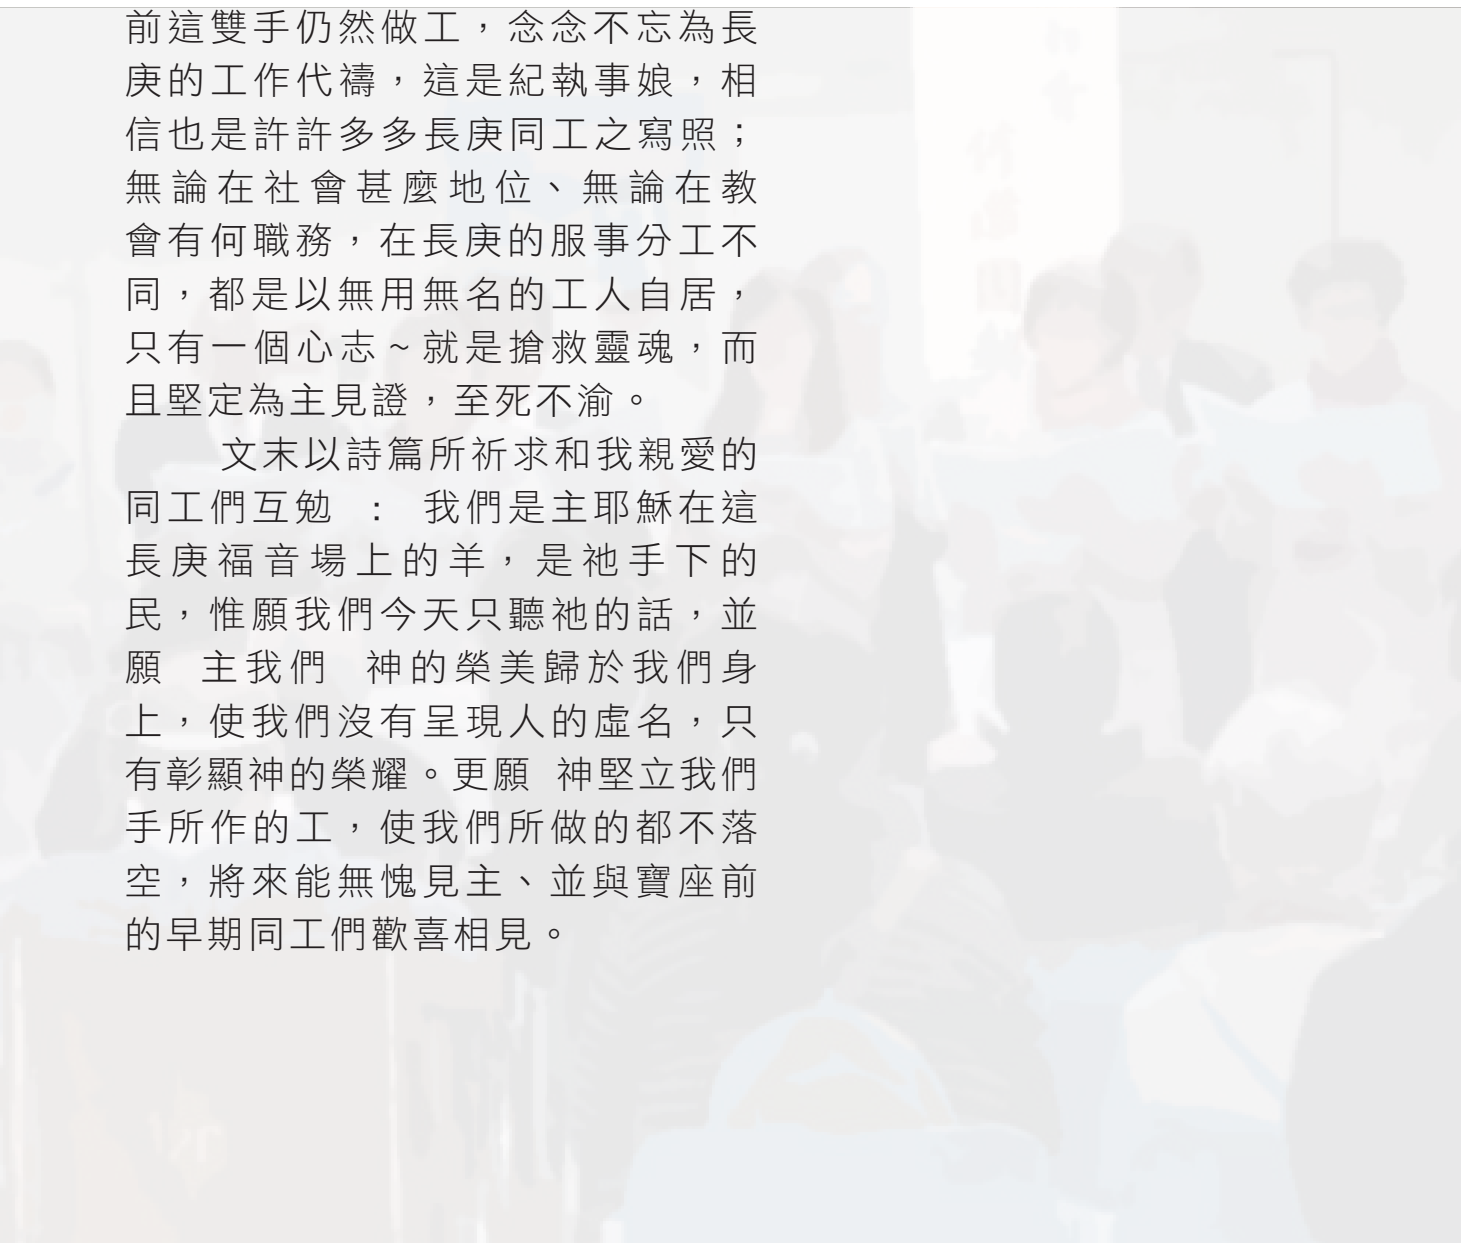 前這雙手仍然做工，念念不忘為長
庚的工作代禱，這是紀執事娘，相
信也是許許多多長庚同工之寫照；
無論在社會甚麼地位、無論在教
會有何職務，在長庚的服事分工不
同，都是以無用無名的工人自居，
只有一個心志～就是搶救靈魂，而
且堅定為主見證，至死不渝。
文末以詩篇所祈求和我親愛的
同工們互勉 ： 我們是主耶穌在這
長庚福音場上的羊，是祂手下的
民，惟願我們今天只聽祂的話，並
願 主我們 神的榮美歸於我們身
上，使我們沒有呈現人的虛名，只
有彰顯神的榮耀。更願 神堅立我們
手所作的工，使我們所做的都不落
空，將來能無愧見主、並與寶座前
的早期同工們歡喜相見。